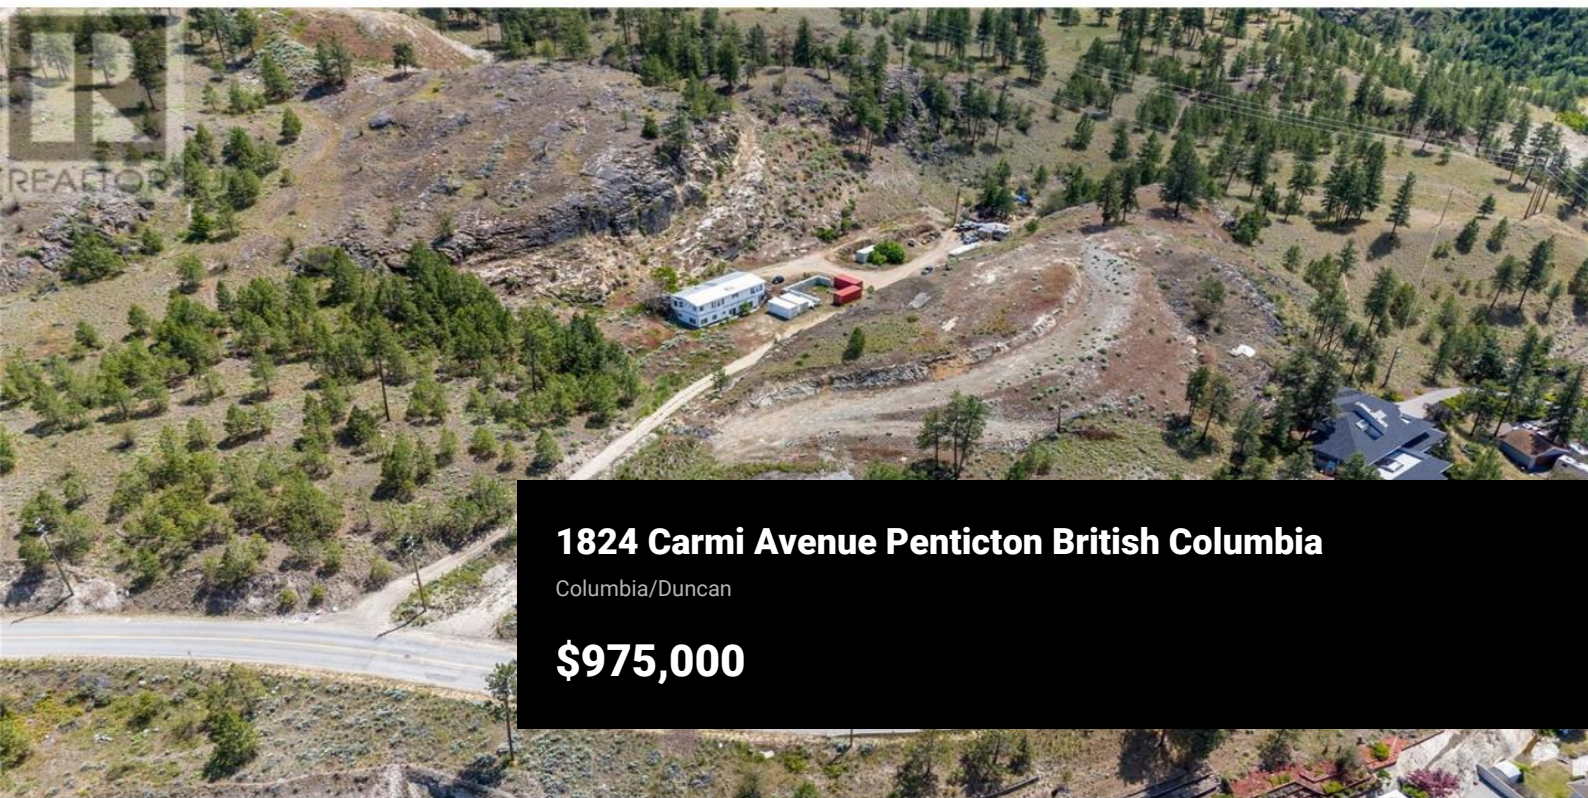 REALTOR
1824 Carmi Avenue Penticton British Columbia
Columbia/Duncan
$975,000